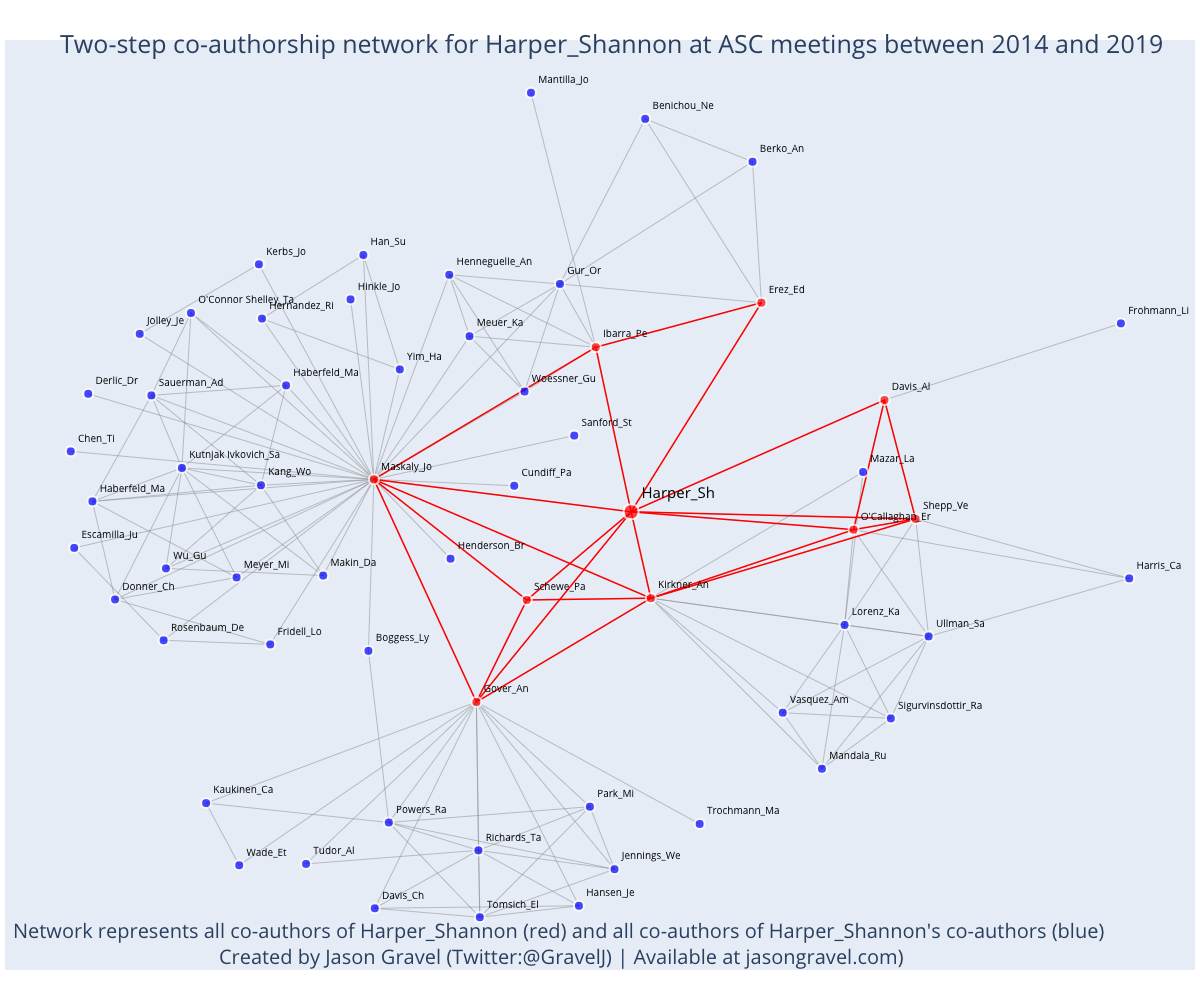 Two-step co-authorship network for Harper_Shannon at ASC meetings between 2014 and 2019
Mantilla_Jo
Benichou_Ne
Berko_An
Han_Su
Kerbs_Jo
Henneguelle_An
Gur_Or
Hinkle_Jo
Erez_Ed
O'Connor Shelley_Ta
Hernandez_Ri
Frohmann_Li
Jolley_Je
Meuer_Ka
Ibarra_Pe
Yim_Ha
Haberfeld_Ma
Derlic_Dr
Sauerman_Ad
Woessner_Gu
Davis_Al
Sanford_St
Chen_Ti
Kutnjak Ivkovich_Sa
Mazar_La
Maskaly_Jo
Kang_Wo
Cundiff_Pa
Haberfeld_Ma
Harper_Sh
Shepp_Ve
O'Callaghan_Er
Escamilla_Ju
Henderson_Br
Wu_Gu
Meyer_Mi
Makin_Da
Harris_Ca
Donner_Ch
Schewe_Pa
Kirkner_An
Lorenz_Ka
Ullman_Sa
Rosenbaum_De
Fridell_Lo
Boggess_Ly
Gover_An
Vasquez_Am
Sigurvinsdottir_Ra
Mandala_Ru
Kaukinen_Ca
Park_Mi
Powers_Ra
Trochmann_Ma
Richards_Ta
Wade_Et
Tudor_Al
Jennings_We
Davis_Ch
Hansen_Je
Tomsich_El
Network represents all co-authors of Harper_Shannon (red) and all co-authors of Harper_Shannon's co-authors (blue)
Created by Jason Gravel (Twitter:@GravelJ) | Available at jasongravel.com)